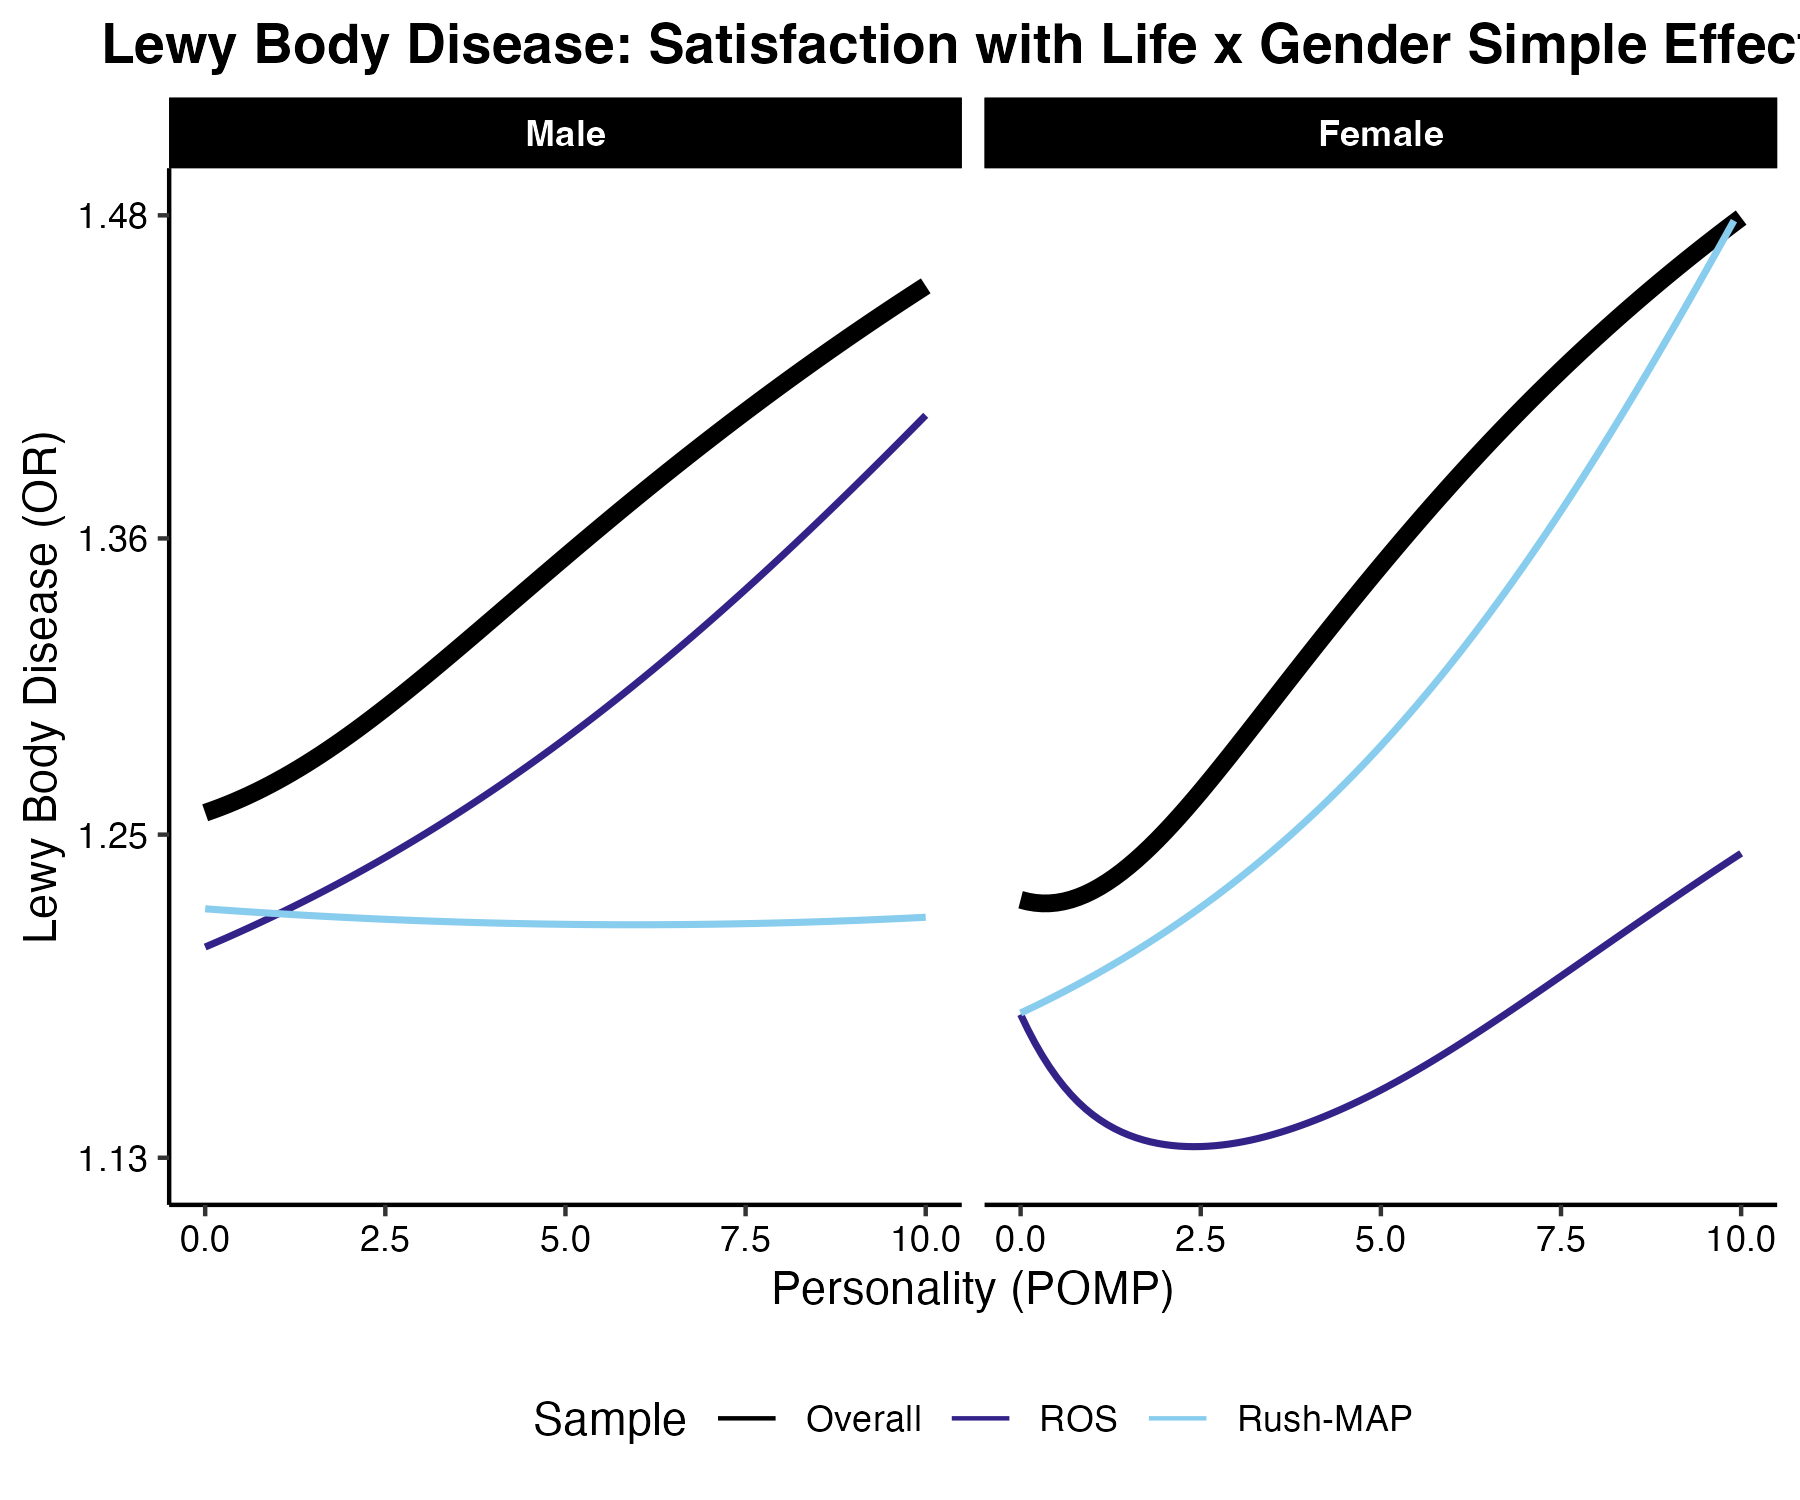 Lewy Body Disease: Satisfaction with Life x Gender Simple Effec
Male
Female
Lewy Body Disease (OR)
1.48
1.36
1.25
1.13
0.0 2.5 5.0 7.5 10.0
0.0 2.5 5.0 7.5 10.0
Personality (POMP)
Sample Overall ROS Rush-MAP